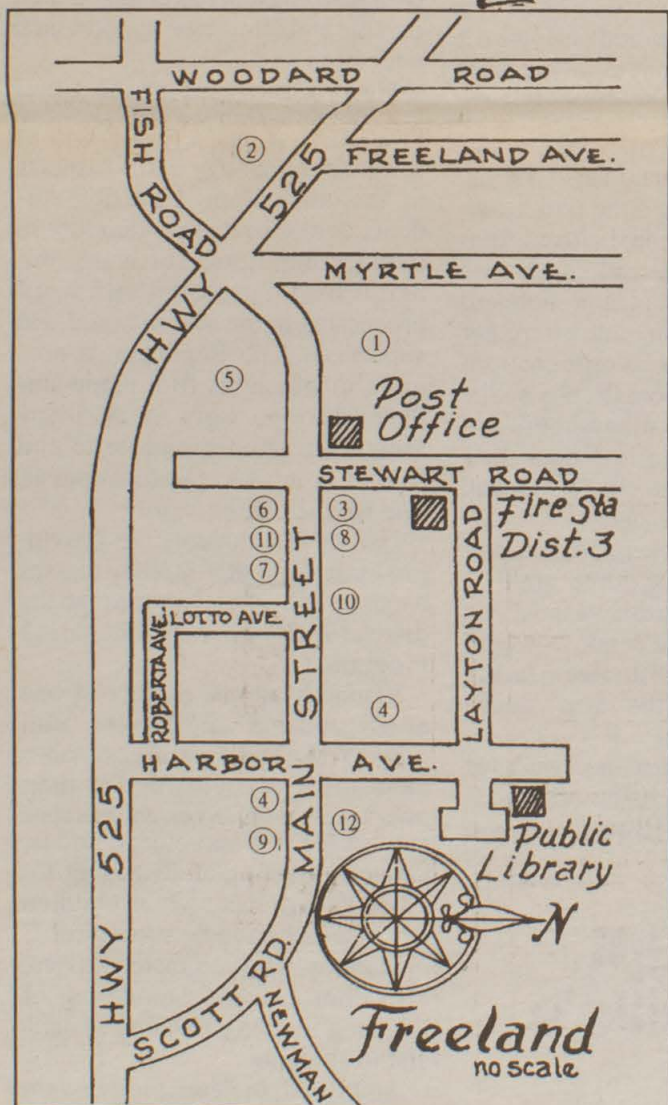 WOODARD ROAD
FISH ROAD
②
525
FREELAND AVE.
MYRTLE AVE.
HWY
①
⑤
Post
Office
STEWART ROAD
⑥ ③
⑪ ⑧
⑦
Fire Sta
Dist. 3
LAYTON ROAD
⑩
LOTTO AVE.
ROBERTA AVE.
MAIN STREET
④
HARBOR AVE.
④
⑨
⑫
HWY 525
Public
Library
N
SCOTT RD.
NEWMAN
Freeland
no scale